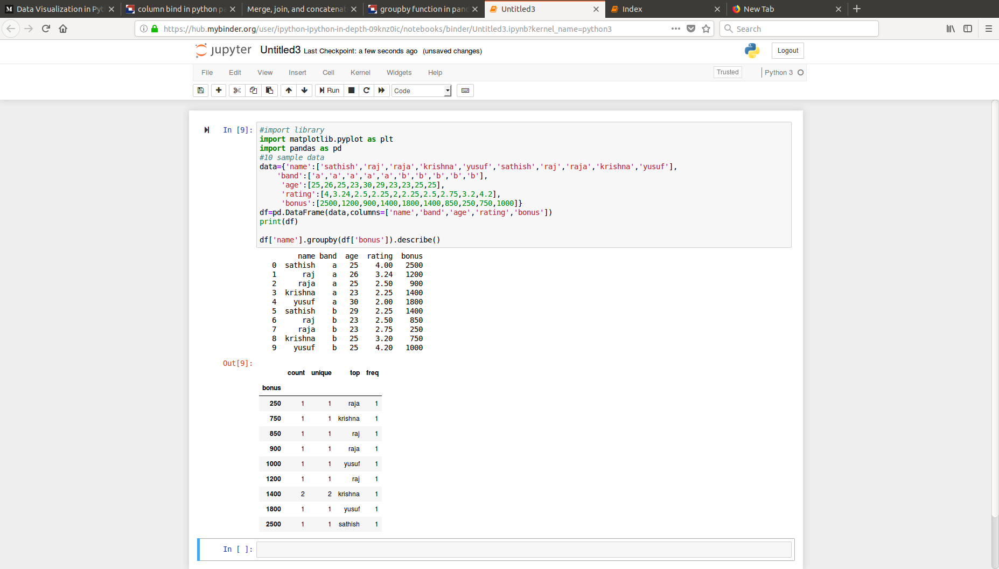 Data Visualization in Pyt
column bind in python pa
Merge, join, and concatenat
groupby function in pand
Untitled3
Index
New Tab
https://hub.mybinder.org/user/ipython-ipython-in-depth-09knz0ic/notebooks/binder/Untitled3.ipynb?kernel_name=python3
Search
jupyter Untitled3 Last Checkpoint: a few seconds ago (unsaved changes)
Logout
File Edit View Insert Cell Kernel Widgets Help
Trusted Python 3
Run Code
In [9]: #import library
import matplotlib.pyplot as plt
import pandas as pd
#10 sample data
data={'name':['sathish','raj','raja','krishna','yusuf','sathish','raj','raja','krishna','yusuf'],
'band':['a','a','a','a','a','b','b','b','b','b'],
'age':[25,26,25,23,30,29,23,23,25,25],
'rating':[4,3.24,2.5,2.25,2,2.25,2.5,2.75,3.2,4.2],
'bonus':[2500,1200,900,1400,1800,1400,850,250,750,1000]}
df=pd.DataFrame(data,columns=['name','band','age','rating','bonus'])
print(df)
df['name'].groupby(df['bonus']).describe()
name band age rating bonus
0 sathish a 25 4.00 2500
1 raj a 26 3.24 1200
2 raja a 25 2.50 900
3 krishna a 23 2.25 1400
4 yusuf a 30 2.00 1800
5 sathish b 29 2.25 1400
6 raj b 23 2.50 850
7 raja b 23 2.75 250
8 krishna b 25 3.20 750
9 yusuf b 25 4.20 1000
Out[9]:
count unique top freq
bonus
250 1 1 raja 1
750 1 1 krishna 1
850 1 1 raj 1
900 1 1 raja 1
1000 1 1 yusuf 1
1200 1 1 raj 1
1400 2 2 krishna 1
1800 1 1 yusuf 1
2500 1 1 sathish 1
In [ ]: